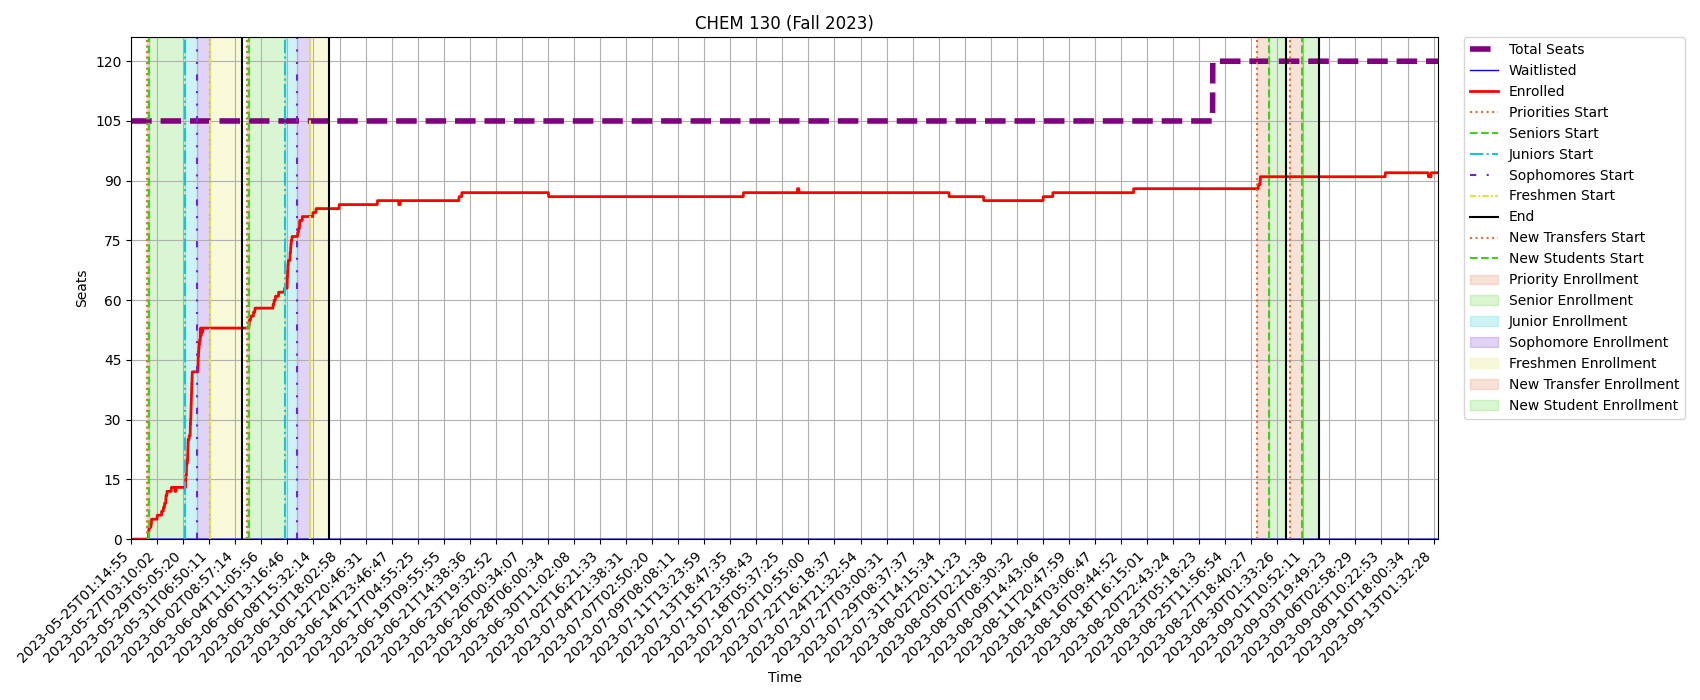 CHEM 130 (Fall 2023)
Seats
120
105
90
75
60
45
30
15
0
2023-05-25T01:14:55
2023-05-27T03:10:02
2023-05-29T05:05:20
2023-05-31T06:50:11
2023-06-02T08:57:14
2023-06-04T11:05:56
2023-06-06T13:16:46
2023-06-08T15:32:14
2023-06-10T18:02:58
2023-06-12T20:46:31
2023-06-14T23:46:47
2023-06-17T04:55:25
2023-06-19T09:55:55
2023-06-21T14:38:36
2023-06-23T19:32:52
2023-06-26T00:34:07
2023-06-28T06:00:34
2023-06-30T11:02:08
2023-07-02T16:21:33
2023-07-04T21:38:31
2023-07-07T02:50:20
2023-07-09T08:08:11
2023-07-11T13:23:59
2023-07-13T18:47:35
2023-07-15T23:58:43
2023-07-18T05:37:25
2023-07-20T10:55:00
2023-07-22T16:18:37
2023-07-24T21:32:54
2023-07-27T03:00:31
2023-07-29T08:37:37
2023-07-31T14:15:34
2023-08-02T20:11:23
2023-08-05T02:21:38
2023-08-07T08:30:32
2023-08-09T14:43:06
2023-08-11T20:47:59
2023-08-14T03:06:47
2023-08-16T09:44:52
2023-08-18T16:15:01
2023-08-20T22:43:24
2023-08-23T05:18:23
2023-08-25T11:56:54
2023-08-27T18:40:27
2023-08-30T01:33:26
2023-09-01T10:52:11
2023-09-03T19:49:23
2023-09-06T02:58:29
2023-09-08T10:22:53
2023-09-10T18:00:34
2023-09-13T01:32:28
Time
Total Seats
Waitlisted
Enrolled
Priorities Start
Seniors Start
Juniors Start
Sophomores Start
Freshmen Start
End
New Transfers Start
New Students Start
Priority Enrollment
Senior Enrollment
Junior Enrollment
Sophomore Enrollment
Freshmen Enrollment
New Transfer Enrollment
New Student Enrollment